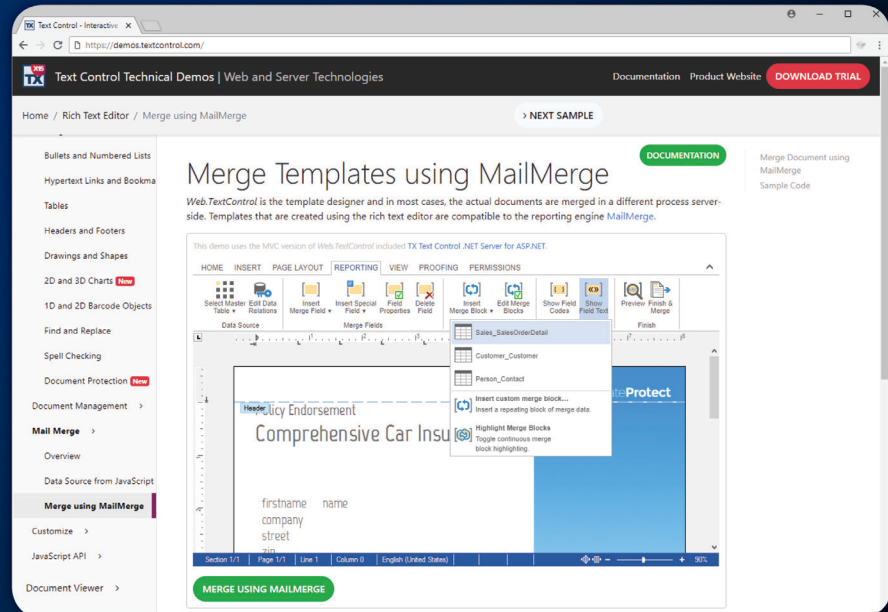 Text Control - Interactive
https://demos.textcontrol.com/
X15
TX
Text Control Technical Demos | Web and Server Technologies
Documentation
Product Website
DOWNLOAD TRIAL
Home / Rich Text Editor / Merge using MailMerge
> NEXT SAMPLE
Bullets and Numbered Lists
Hypertext Links and Bookma
Tables
Headers and Footers
Drawings and Shapes
2D and 3D Charts New
1D and 2D Barcode Objects
Find and Replace
Spell Checking
Document Protection New
Document Management >
Mail Merge >
Overview
Data Source from JavaScript
Merge using MailMerge
Customize >
JavaScript API >
Document Viewer >
DOCUMENTATION
Merge Templates using MailMerge
Web.TextControl is the template designer and in most cases, the actual documents are merged in a different process server-
side. Templates that are created using the rich text editor are compatible to the reporting engine MailMerge.
Merge Document using
MailMerge
Sample Code
This demo uses the MVC version of Web.TextControl included TX Text Control .NET Server for ASP.NET.
HOME INSERT PAGE LAYOUT REPORTING VIEW PROOFING PERMISSIONS
Select Master Table
Edit Data Relations
Insert Merge Field
Insert Special Field
Field Properties
Delete Field
Insert Merge Block
Edit Merge Blocks
Show Field Codes
Show Field Text
Preview
Finish & Merge
Data Source
Merge Fields
Finish
Sales_SalesOrderDetail
Customer_Customer
Person_Contact
Insert custom merge block...
Insert a repeating block of merge data.
Highlight Merge Blocks
Toggle continuous merge
block highlighting.
Header
Endorsement
Comprehensive Car Insu
Protect
firstname name
company
street
zip
Section 1/1 Page 1/1 Line 1 Column 0 English (United States) 90%
MERGE USING MAILMERGE